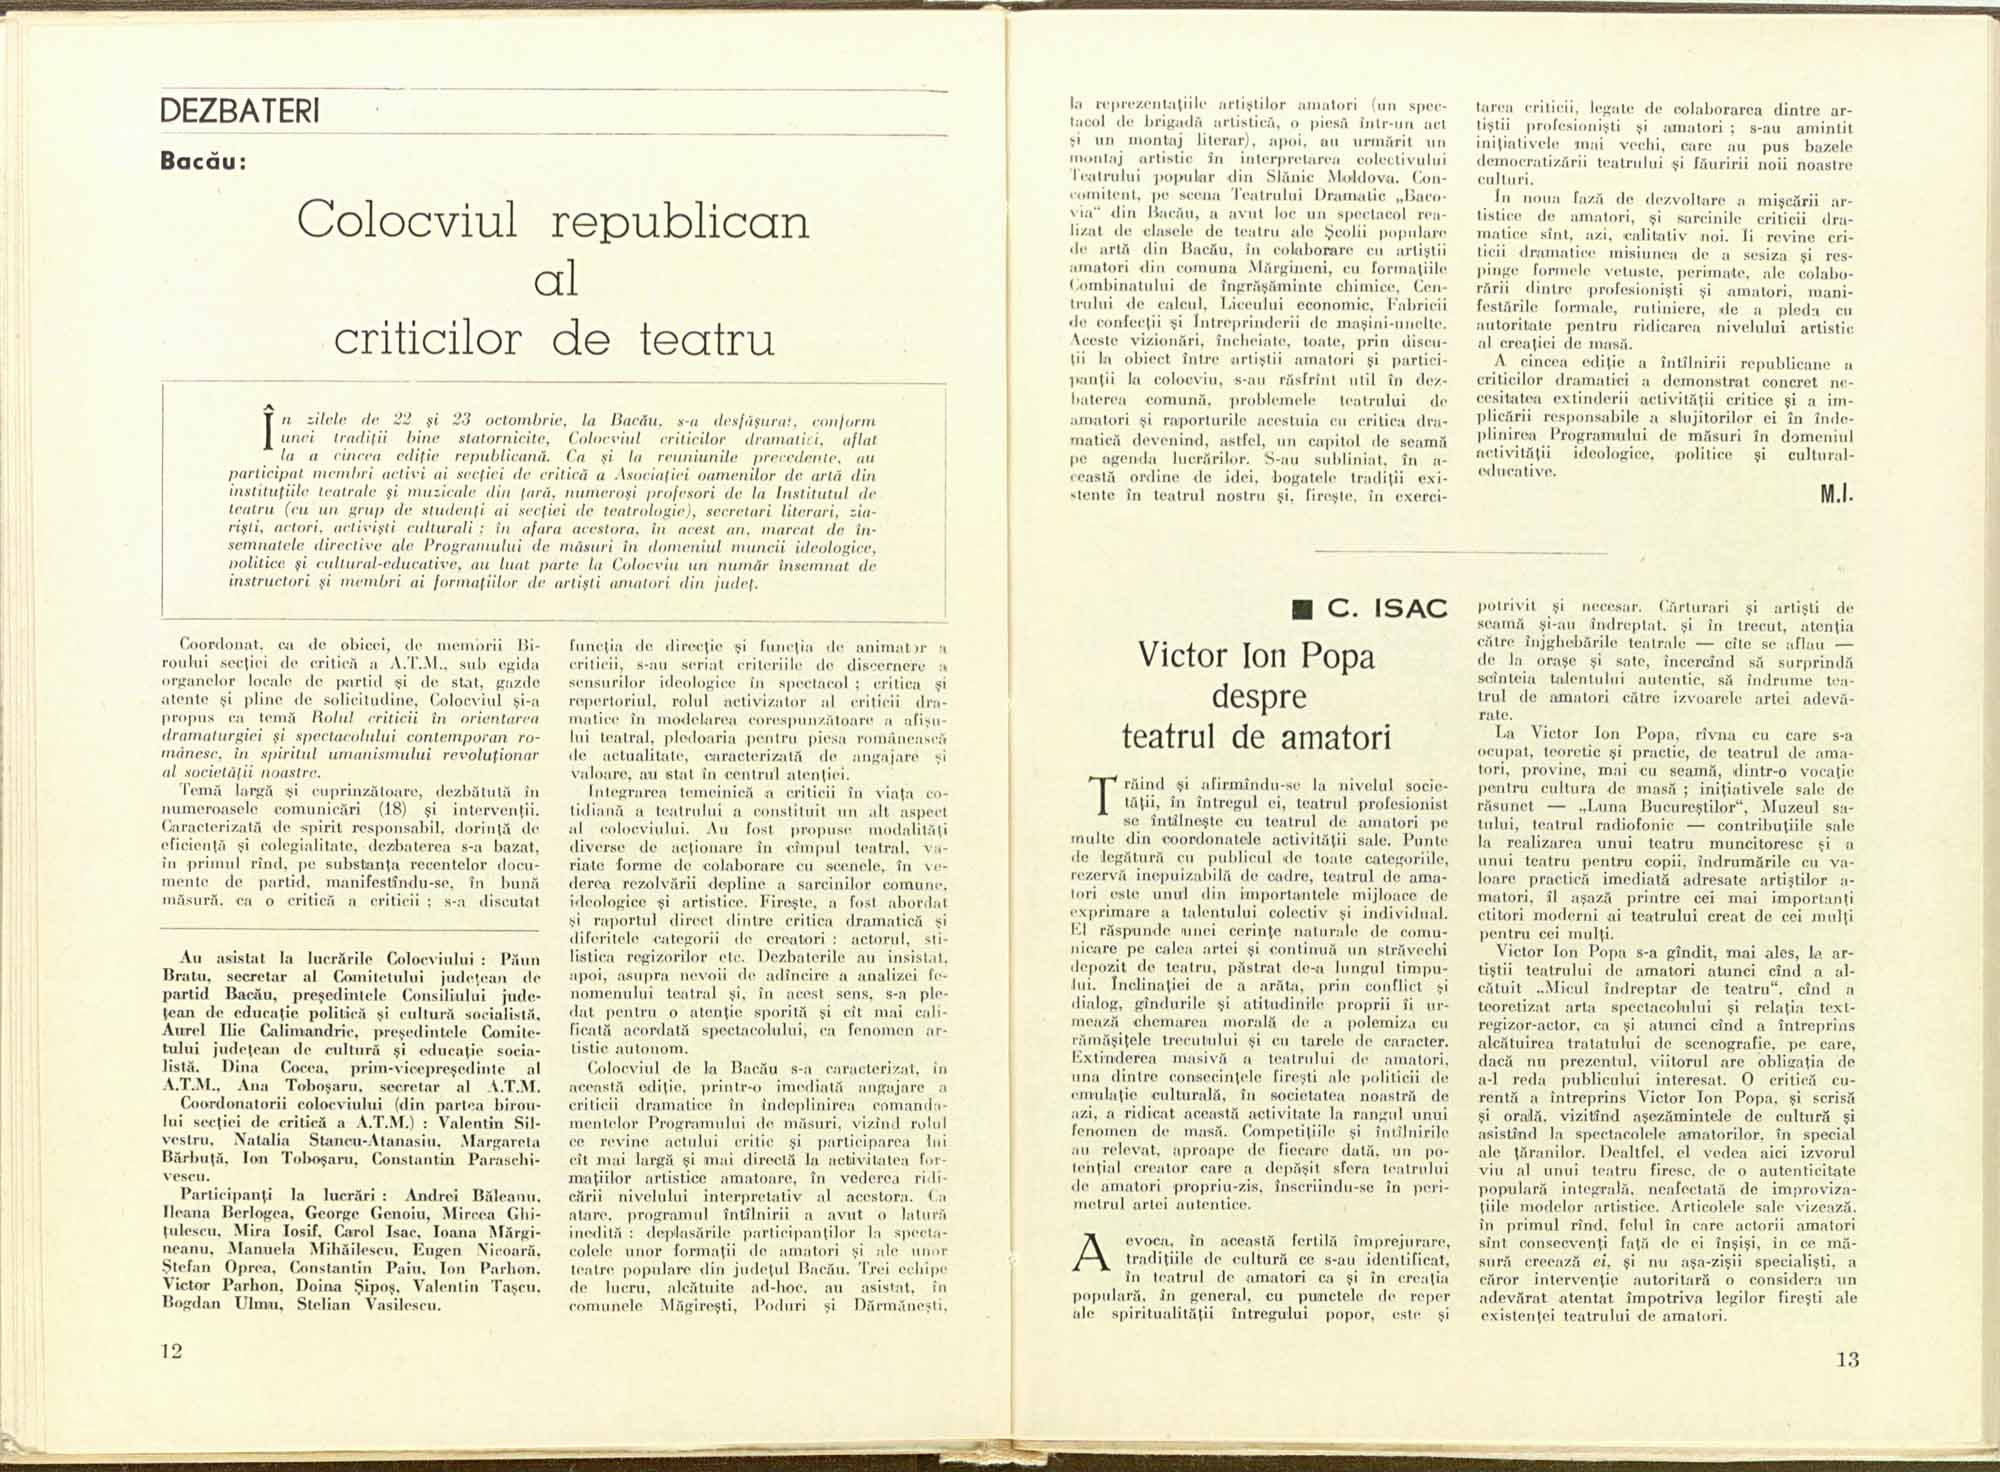 DEZBATERI
Bacău:
Colocviul republican
al
criticilor de teatru
În zilele de 22 și 23 octombrie, la Bacău, s-a desfășurat, conform
unei tradiții bine statornicite, Colocviul criticilor dramatici, aflat
la a cincea ediție republicană. Ca și la reuniunile precedente, au
participat membri activi ai secției de critică a Asociației oamenilor de artă din
instituțiile teatrale și muzicale din țară, numeroși profesori de la Institutul de
teatru (cu un grup de studenți ai secției de teatrologie), secretari literari, zia-
riști, actori, activiști culturali ; în afara acestora, în acest an, marcat de în-
semnatele directive ale Programului de măsuri în domeniul muncii ideologice,
politice și cultural-educative, au luat parte la Colocviu un număr însemnat de
instructori și membri ai formațiilor de artiști amatori din județ.
Coordonat, ca de obicei, de memorii Bi-
roului secției de critică a A.T.M., sub egida
organelor locale de partid și de stat, gazde
atente și pline de solicitudine, Colocviul și-a
propus ca temă Rolul criticii în orientarea
dramaturgiei și spectacolului contemporan ro-
mânesc, în spiritul umanismului revoluționar
al societății noastre.
Temă largă și cuprinzătoare, dezbătută în
numeroasele comunicări (18) și intervenții.
Caracterizată de spirit responsabil, dorință de
eficiență și colegialitate, dezbaterea s-a bazat,
în primul rînd, pe substanța recentelor docu-
mente de partid, manifestîndu-se, în bună
măsură, ca o critică a criticii ; s-a discutat
Au asistat la lucrările Colocviului : Păun
Bratu, secretar al Comitetului județean de
partid Bacău, președintele Consiliului jude-
țean de educație politică și cultură socialistă,
Aurel Ilie Calimandric, președintele Comite-
tului județean de cultură și educație socia-
listă, Dina Cocea, prim-vicepreședinte al
A.T.M., Ana Toboșaru, secretar al A.T.M.
Coordonatorii colocviului (din partea birou-
lui secției de critică a A.T.M.) : Valentin Sil-
vestru, Natalia Stancu-Atanasiu, Margareta
Bărbuță, Ion Toboșaru, Constantin Paraschi-
vescu.
Participanți la lucrări : Andrei Băleanu,
Ileana Berlogea, George Genoiu, Mircea Ghi-
țulescu, Mira Iosif, Carol Isac, Ioana Mărgi-
neanu, Manuela Mihăilescu, Eugen Nicoară,
Ștefan Oprea, Constantin Paiu, Ion Parhon,
Victor Parhon, Doina Șipoș, Valentin Tașcu,
Bogdan Ulmu, Stelian Vasilescu.
funcția de direcție și funcția de animator a
criticii, s-au seriat criteriile de discernere a
sensurilor ideologice în spectacol ; critica și
repertoriul, rolul activizator al criticii dra-
matice în modelarea corespunzătoare a afișu-
lui teatral, pledoaria pentru piesa românească
de actualitate, caracterizată de angajare și
valoare, au stat în centrul atenției.
Integrarea temeinică a criticii în viața co-
tidiană a teatrului a constituit un alt aspect
al colocviului. Au fost propuse modalități
diverse de acționare în cîmpul teatral, va-
riate forme de colaborare cu scenele, în ve-
derea rezolvării depline a sarcinilor comune,
ideologice și artistice. Firește, a fost abordat
și raportul direct dintre critica dramatică și
diferitele categorii de creatori : actorul, sti-
listica regizorilor etc. Dezbaterile au insistat,
apoi, asupra nevoii de adîncire a analizei fe-
nomenului teatral și, în acest sens, s-a ple-
dat pentru o atenție sporită și cît mai cali-
ficată acordată spectacolului, ca fenomen ar-
tistic autonom.
Colocviul de la Bacău s-a caracterizat, în
această ediție, printr-o imediată angajare a
criticii dramatice în îndeplinirea comanda-
mentelor Programului de măsuri, vizînd rolul
ce revine actului critic și participarea lui
cît mai largă și mai directă la activitatea for-
mațiilor artistice amatoare, în vederea ridi-
cării nivelului interpretativ al acestora. Ca
atare, programul întîlnirii a avut o latură
inedită : deplasările participanților la specta-
colele unor formații de amatori și ale unor
teatre populare din județul Bacău. Trei echipe
de lucru, alcătuite ad-hoc, au asistat, în
comunele Măgirești, Poduri și Dărmănești,
12
la reprezentațiile artiștilor amatori (un spec-
tacol de brigadă artistică, o piesă într-un act
și un montaj literar), apoi, au urmărit un
montaj artistic în interpretarea colectivului
Teatrului popular din Slănic Moldova. Con-
comitent, pe scena Teatrului Dramatic „Baco-
via“ din Bacău, a avut loc un spectacol rea-
lizat de clasele de teatru ale Școlii populare
de artă din Bacău, în colaborare cu artiștii
amatori din comuna Mărgineni, cu formațiile
Combinatului de îngrășăminte chimice, Cen-
trului de calcul, Liceului economic, Fabricii
de confecții și Întreprinderii de mașini-unelte.
Aceste vizionări, încheiate, toate, prin discu-
ții la obiect între artiștii amatori și partici-
panții la colocviu, s-au răsfrînt util în dez-
baterea comună, problemele teatrului de
amatori și raporturile acestuia cu critica dra-
matică devenind, astfel, un capitol de seamă
pe agenda lucrărilor. S-au subliniat, în a-
ceastă ordine de idei, bogatele tradiții exi-
stente în teatrul nostru și, firește, în exerci-
tarea criticii, legate de colaborarea dintre ar-
tiștii profesioniști și amatori ; s-au amintit
inițiativele mai vechi, care au pus bazele
democratizării teatrului și făuririi noii noastre
culturi.
În noua fază de dezvoltare a mișcării ar-
tistice de amatori, și sarcinile criticii dra-
matice sînt, azi, calitativ noi. Îi revine cri-
ticii dramatice misiunea de a sesiza și res-
pinge formele vetuste, perimate, ale colabo-
rării dintre profesioniști și amatori, mani-
festările formale, rutiniere, de a pleda cu
autoritate pentru ridicarea nivelului artistic
al creației de masă.
A cincea ediție a întîlnirii republicane a
criticilor dramatici a demonstrat concret ne-
cesitatea extinderii activității critice și a im-
plicării responsabile a slujitorilor ei în înde-
plinirea Programului de măsuri în domeniul
activității ideologice, politice și cultural-
educative.
M.I.
■ C. ISAC
Victor Ion Popa
despre
teatrul de amatori
Trăind și afirmîndu-se la nivelul socie-
tății, în întregul ei, teatrul profesionist
se întîlnește cu teatrul de amatori pe
multe din coordonatele activității sale. Punte
de legătură cu publicul de toate categoriile,
rezervă inepuizabilă de cadre, teatrul de ama-
tori este unul din importantele mijloace de
exprimare a talentului colectiv și individual.
El răspunde unei cerințe naturale de comu-
nicare pe calea artei și continuă un străvechi
depozit de teatru, păstrat de-a lungul timpu-
lui. Înclinației de a arăta, prin conflict și
dialog, gîndurile și atitudinile proprii îi ur-
mează chemarea morală de a polemiza cu
rămășițele trecutului și cu tarele de caracter.
Extinderea masivă a teatrului de amatori,
una dintre consecințele firești ale politicii de
emulație culturală, în societatea noastră de
azi, a ridicat această activitate la rangul unui
fenomen de masă. Competițiile și întîlnirile
au relevat, aproape de fiecare dată, un po-
tențial creator care a depășit sfera teatrului
de amatori propriu-zis, înscriindu-se în peri-
metrul artei autentice.
A evoca, în această fertilă împrejurare,
tradițiile de cultură ce s-au identificat,
în teatrul de amatori ca și în creația
populară, în general, cu punctele de reper
ale spiritualității întregului popor, este și
potrivit și necesar. Cărturari și artiști de
seamă și-au îndreptat, și în trecut, atenția
către înjghebările teatrale — cîte se aflau —
de la orașe și sate, încercînd să surprindă
scînteia talentului autentic, să îndrume tea-
trul de amatori către izvoarele artei adevă-
rate.
La Victor Ion Popa, rîvna cu care s-a
ocupat, teoretic și practic, de teatrul de ama-
tori, provine, mai cu seamă, dintr-o vocație
pentru cultura de masă ; inițiativele sale de
răsunet — „Luna Bucureștilor“, Muzeul sa-
tului, teatrul radiofonic — contribuțiile sale
la realizarea unui teatru muncitoresc și a
unui teatru pentru copii, îndrumările cu va-
loare practică imediată adresate artiștilor a-
matori, îl așază printre cei mai importanți
ctitori moderni ai teatrului creat de cei mulți
pentru cei mulți.
Victor Ion Popa s-a gîndit, mai ales, la ar-
tiștii teatrului de amatori atunci cînd a al-
cătuit „Micul îndreptar de teatru“, cînd a
teoretizat arta spectacolului și relația text-
regizor-actor, ca și atunci cînd a întreprins
alcătuirea tratatului de scenografie, pe care,
dacă nu prezentul, viitorul are obligația de
a-l reda publicului interesat. O critică cu-
rentă a întreprins Victor Ion Popa, și scrisă
și orală, vizitînd așezămintele de cultură și
asistînd la spectacolele amatorilor, în special
ale țăranilor. Dealtfel, el vedea aici izvorul
viu al unui teatru firesc, de o autenticitate
populară integrală, neafectată de improviza-
țiile modelor artistice. Articolele sale vizează,
în primul rînd, felul în care actorii amatori
sînt consecvenți față de ei înșiși, in ce mă-
sură creează ei, și nu așa-zișii specialiști, a
căror intervenție autoritară o considera un
adevărat atentat împotriva legilor firești ale
existenței teatrului de amatori.
13